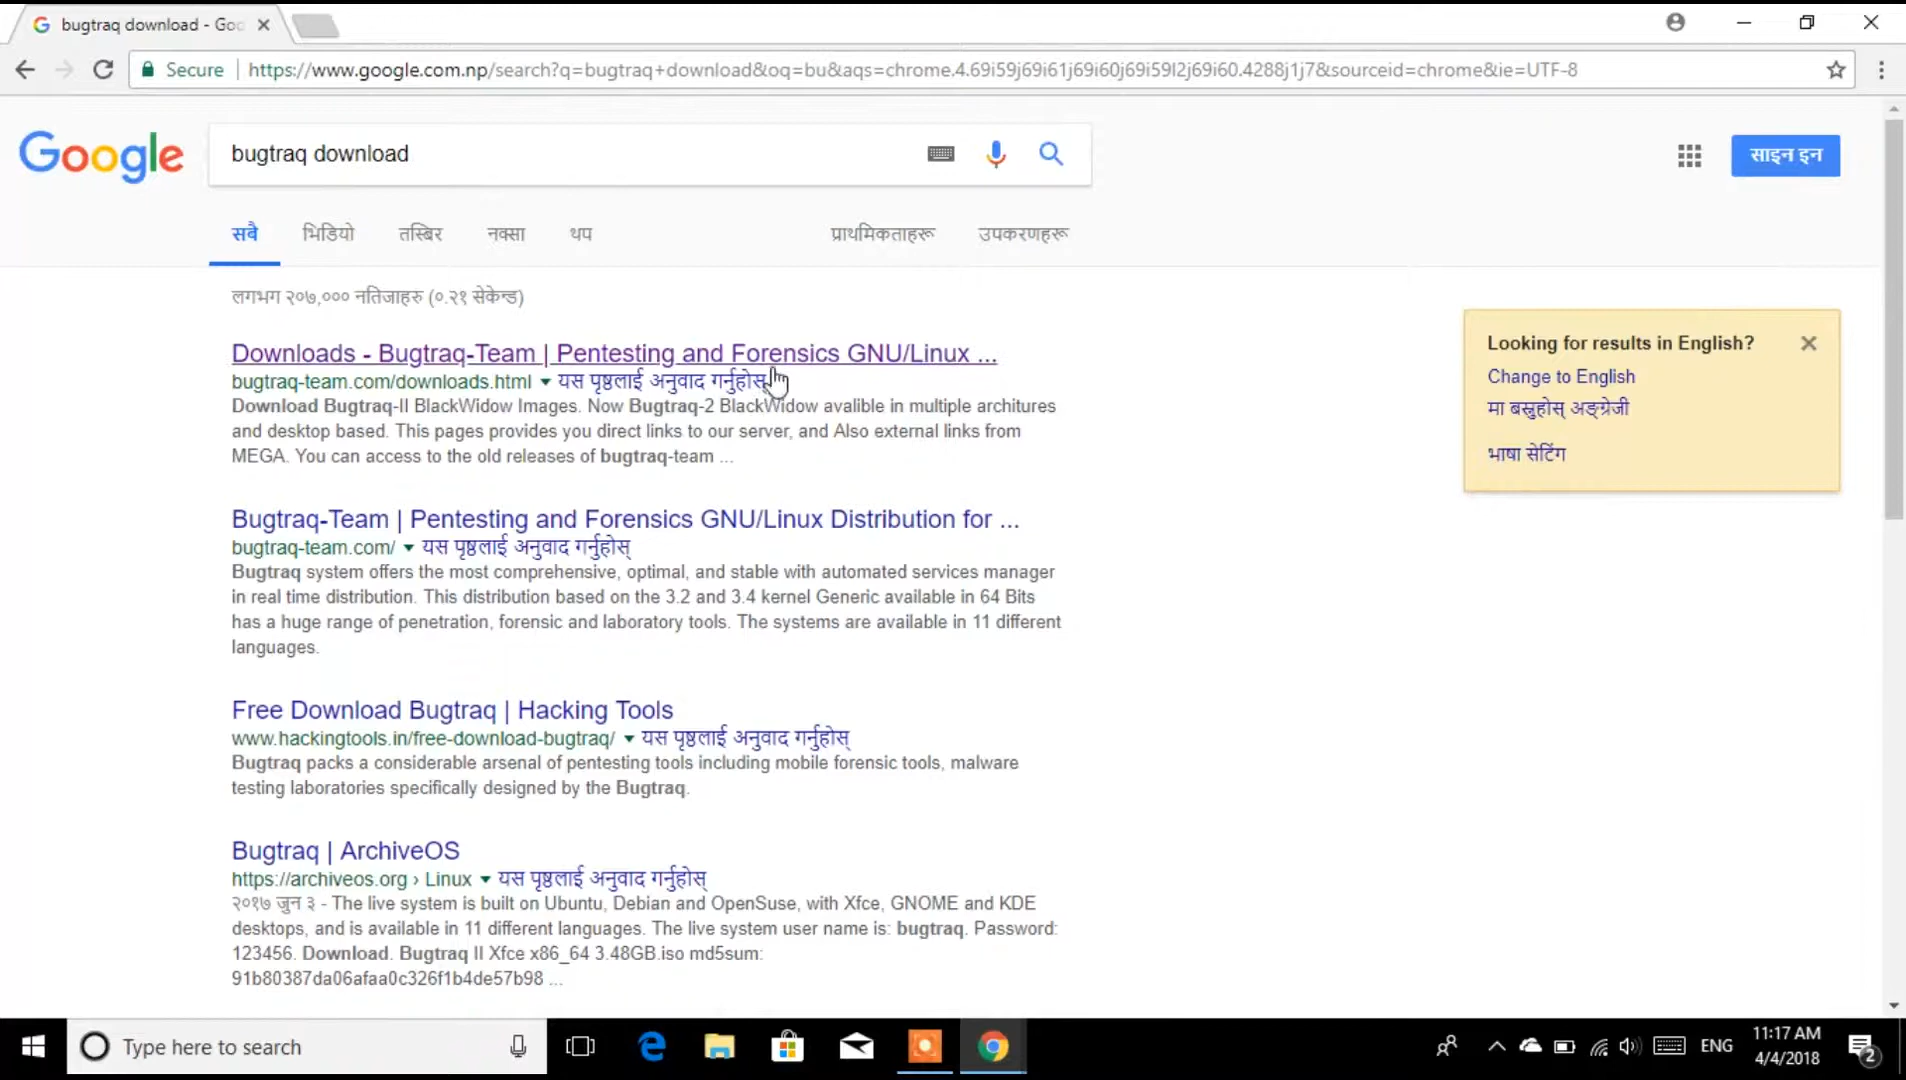 bugtraq download - Goo
Secure https://www.google.com.np/search?q=bugtraq+download&oq=bu&aqs=chrome.4.69i59j69i61j69i60j69i59l2j69i60.4288j1j7&sourceid=chrome&ie=UTF-8
Google bugtraq download साइन इन
सबै भिडियो तस्बिर नक्सा थप प्राथमिकताहरू उपकरणहरू
लगभग २०७,००० नतिजाहरु (०.२१ सेकेन्ड)
Downloads - Bugtraq-Team | Pentesting and Forensics GNU/Linux ...
bugtraq-team.com/downloads.html यस पृष्ठलाई अनुवाद गर्नुहोस्
Download Bugtraq-II BlackWidow Images. Now Bugtraq-2 BlackWidow avalible in multiple architures
and desktop based. This pages provides you direct links to our server, and Also external links from
MEGA. You can access to the old releases of bugtraq-team ...
Looking for results in English?
Change to English
मा बस्नुहोस् अङ्ग्रेजी
भाषा सेटिंग
Bugtraq-Team | Pentesting and Forensics GNU/Linux Distribution for ...
bugtraq-team.com/ यस पृष्ठलाई अनुवाद गर्नुहोस्
Bugtraq system offers the most comprehensive, optimal, and stable with automated services manager
in real time distribution. This distribution based on the 3.2 and 3.4 kernel Generic available in 64 Bits
has a huge range of penetration, forensic and laboratory tools. The systems are available in 11 different
languages.
Free Download Bugtraq | Hacking Tools
www.hackingtools.in/free-download-bugtraq/ यस पृष्ठलाई अनुवाद गर्नुहोस्
Bugtraq packs a considerable arsenal of pentesting tools including mobile forensic tools, malware
testing laboratories specifically designed by the Bugtraq.
Bugtraq | ArchiveOS
https://archiveos.org › Linux यस पृष्ठलाई अनुवाद गर्नुहोस्
२०१७ जुन ३ - The live system is built on Ubuntu, Debian and OpenSuse, with Xfce, GNOME and KDE
desktops, and is available in 11 different languages. The live system user name is: bugtraq. Password:
123456. Download. Bugtraq II Xfce x86_64 3.48GB.iso md5sum:
91b80387da06afaa0c326f1b4de57b98 ...
Type here to search ENG 11:17 AM
4/4/2018 2